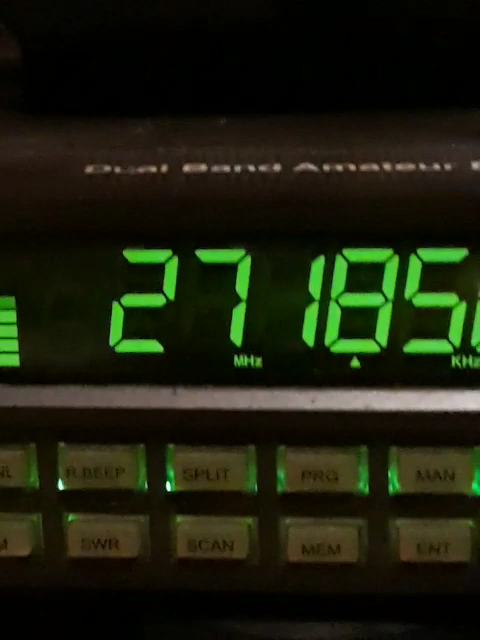 Dual Band Amateur
27 185
MHz KHz
R.BEEP SPLIT PRG MAN
SWR SCAN MEM ENT